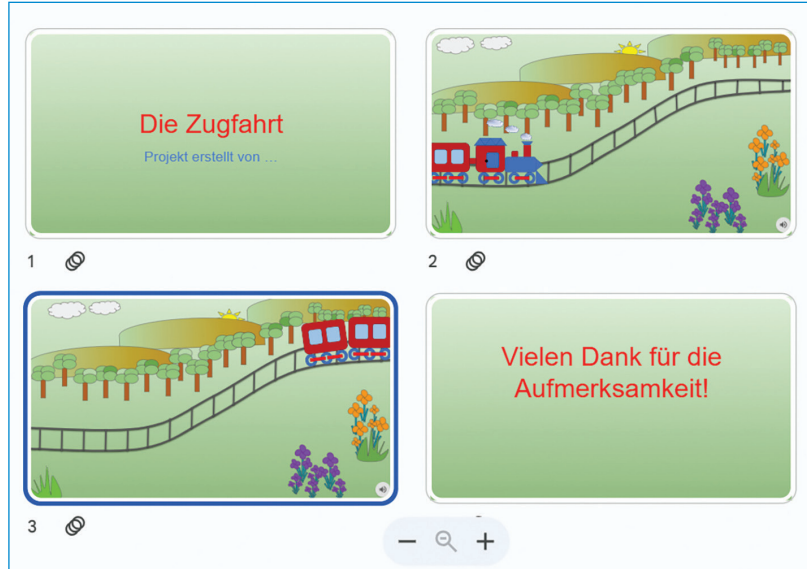 Die Zugfahrt
Projekt erstellt von ...
1
2
Vielen Dank für die
Aufmerksamkeit!
3